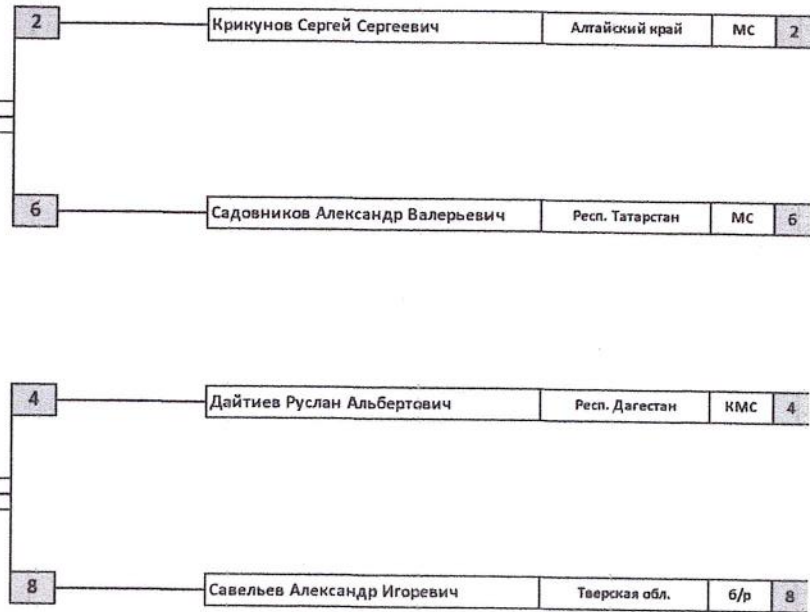 2 Крикунов Сергей Сергеевич Алтайский край МС 2
6 Садовников Александр Валерьевич Респ. Татарстан МС 6
4 Дайтиев Руслан Альбертович Респ. Дагестан КМС 4
8 Савельев Александр Игоревич Тверская обл. б/р 8